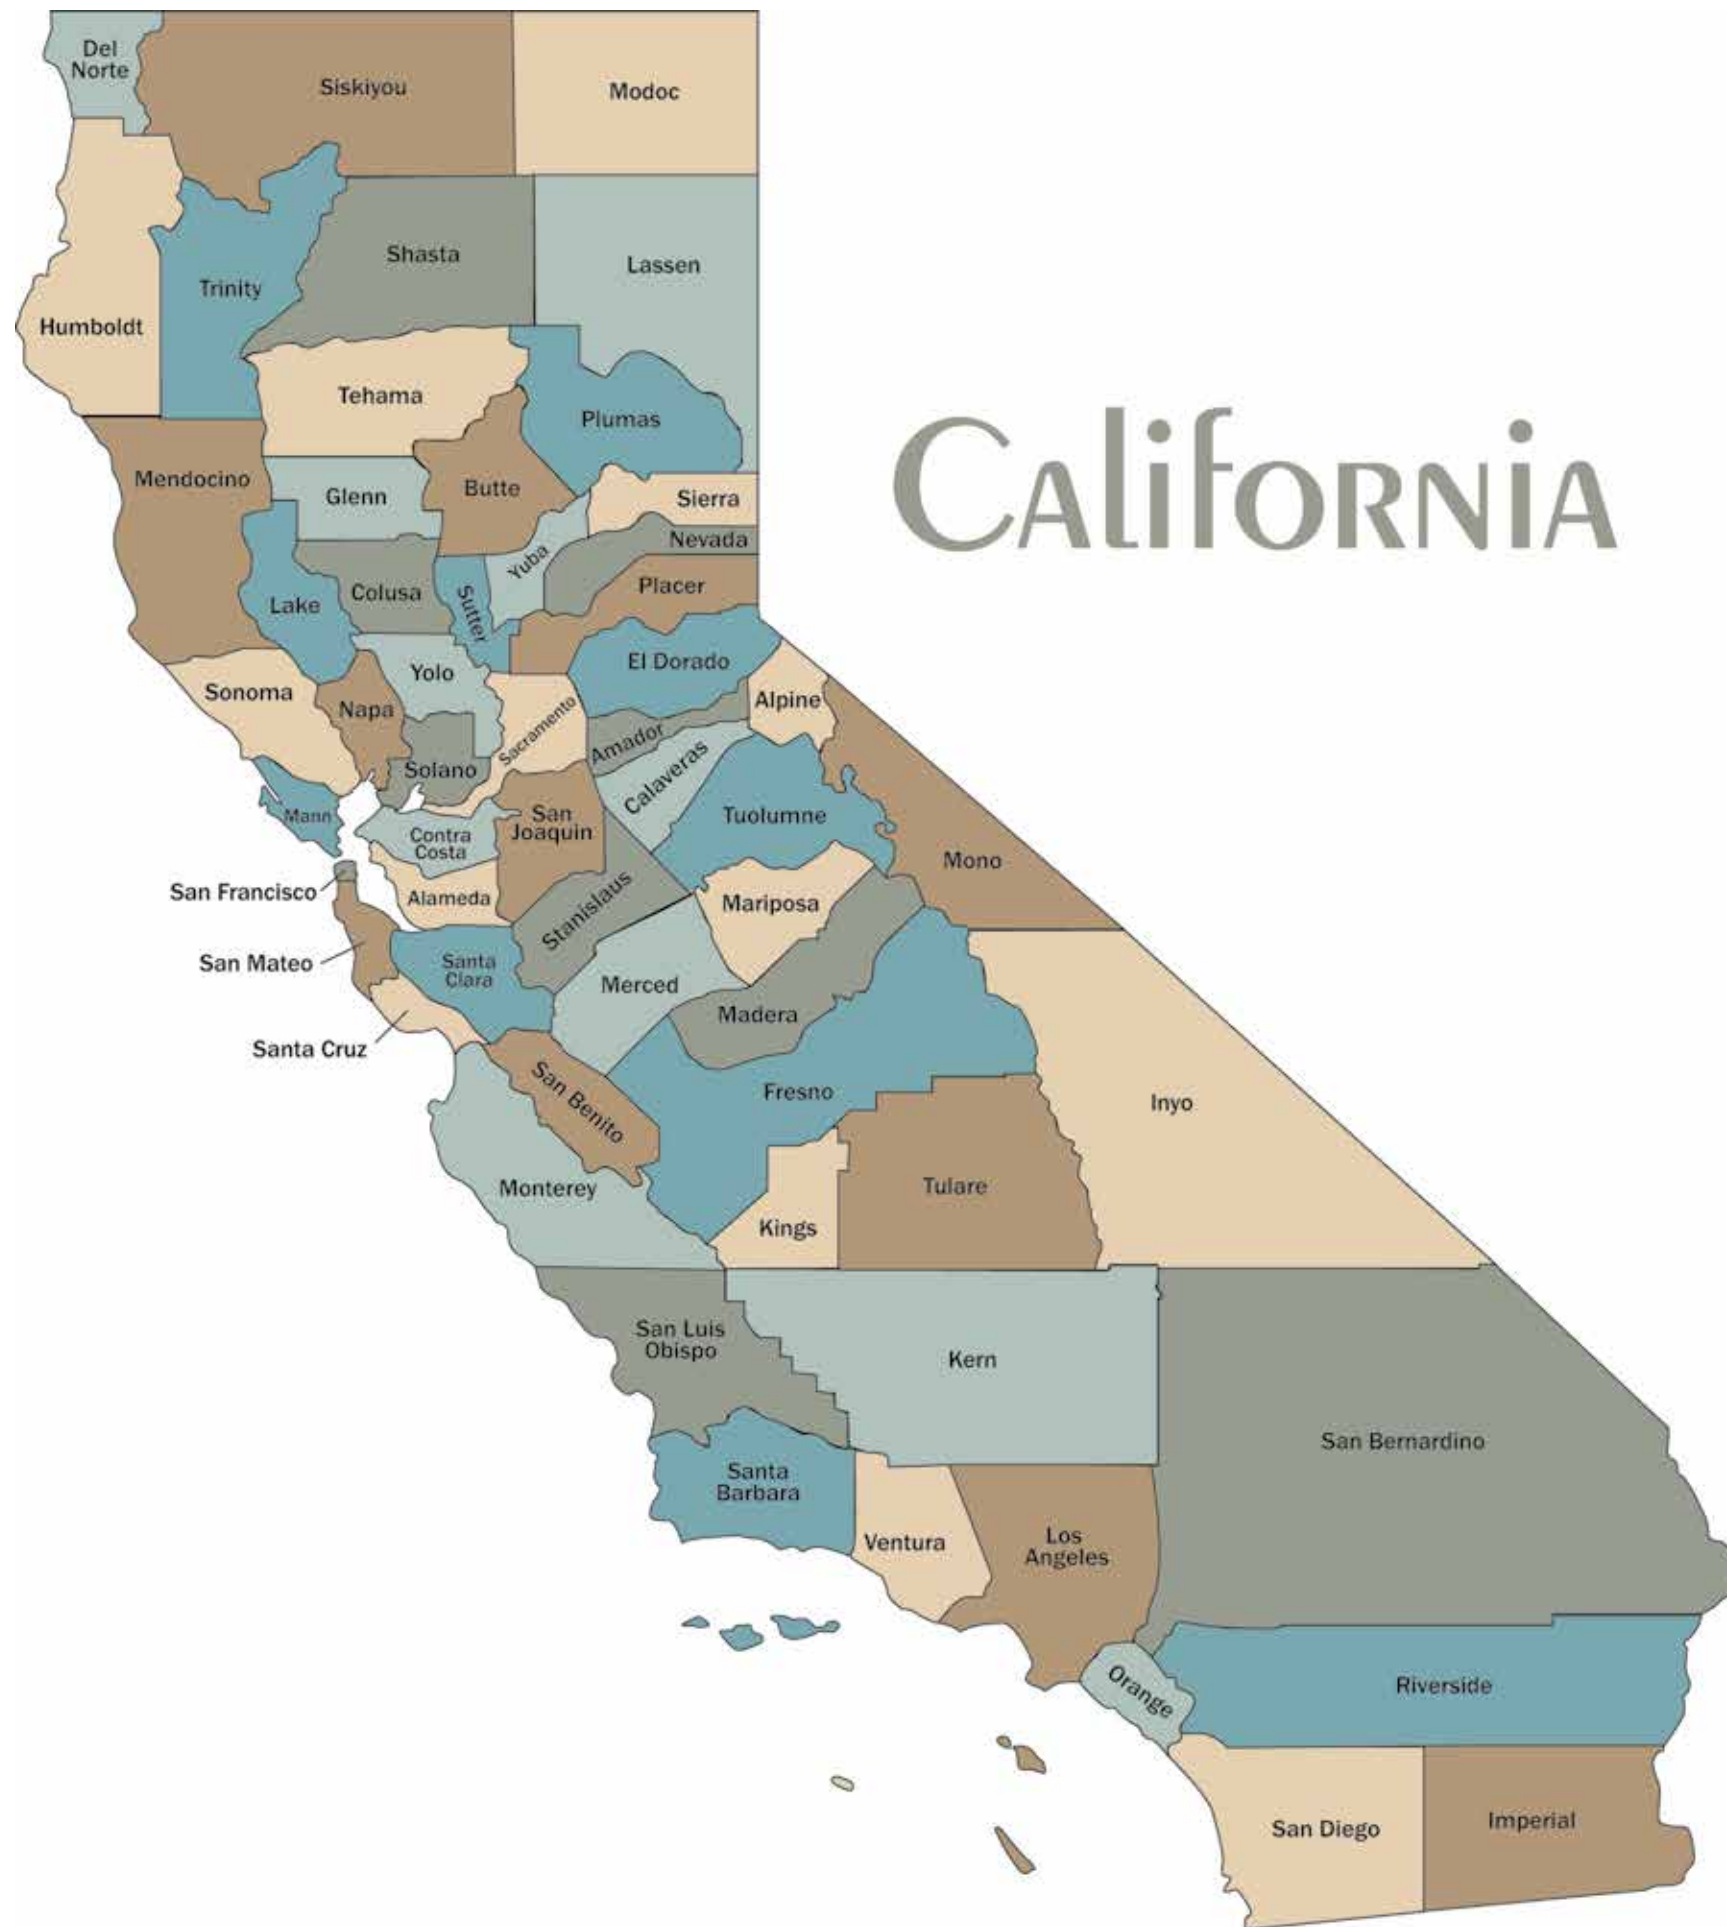 Del
Norte
Siskiyou
Modoc
Shasta
Lassen
Trinity
Humboldt
Tehama
Plumas
CALifORNiA
Mendocino
Glenn
Butte
Sierra
Nevada
Yuba
Placer
Colusa
Lake
Sutter
El Dorado
Yolo
Sonoma
Napa
Alpine
Sacramento
Amador
Solano
Calaveras
Mann
Contra
Costa
San
Joaquin
Tuolumne
Mono
San Francisco
Alameda
Stanislaus
Mariposa
San Mateo
Santa
Clara
Merced
Madera
Santa Cruz
San Benito
Fresno
Inyo
Monterey
Tulare
Kings
San Luis
Obispo
Kern
San Bernardino
Santa
Barbara
Ventura
Los
Angeles
Orange
Riverside
San Diego
Imperial